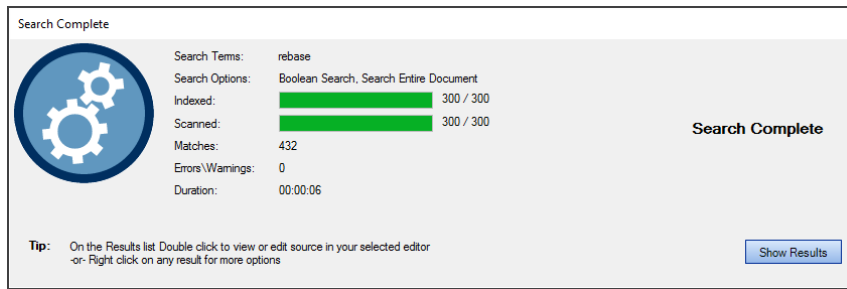 Search Complete
Search Terms: rebase
Search Options: Boolean Search, Search Entire Document
Indexed: 300 / 300
Scanned: 300 / 300
Search Complete
Matches: 432
Errors\Warnings: 0
Duration: 00:00:06
Tip: On the Results list Double click to view or edit source in your selected editor
-or- Right click on any result for more options
Show Results